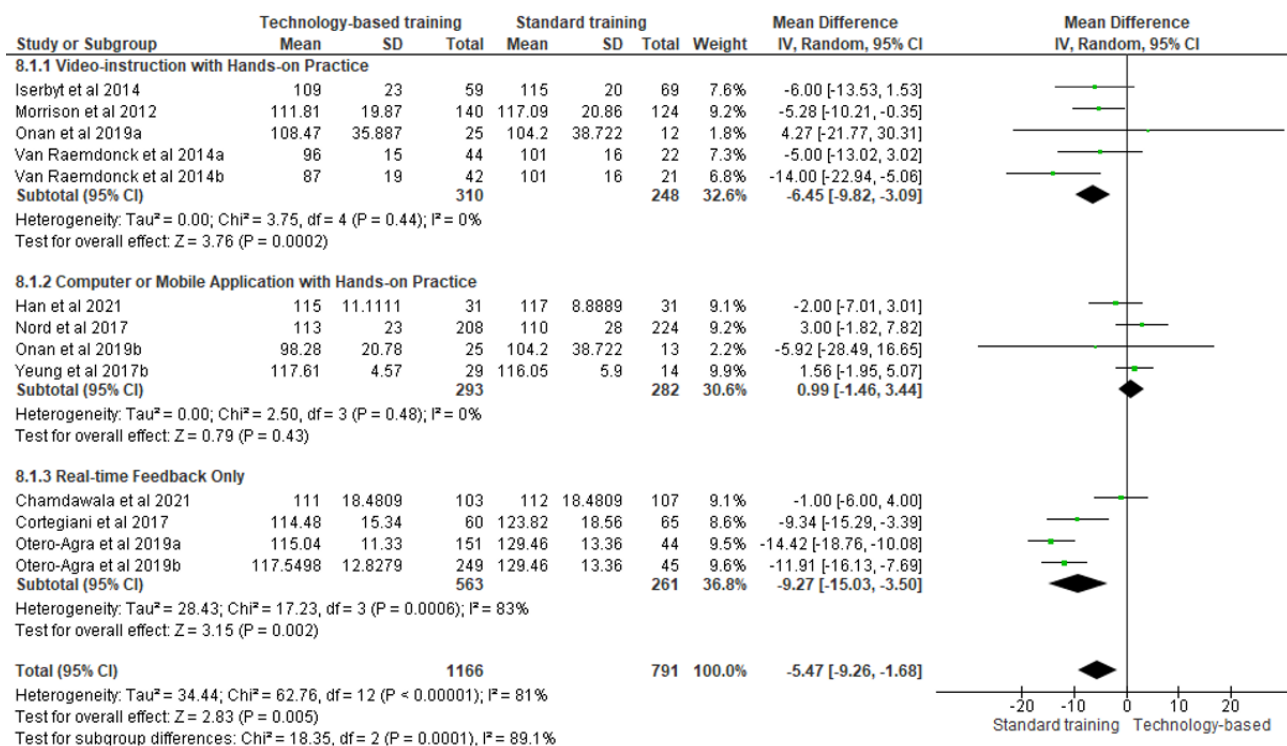 Technology-based training Standard training Mean Difference Mean Difference
Study or Subgroup Mean SD Total Mean SD Total Weight IV, Random, 95% CI IV, Random, 95% CI
8.1.1 Video-instruction with Hands-on Practice
Iserbyt et al 2014 109 23 59 115 20 69 7.6% -6.00 [-13.53, 1.53]
Morrison et al 2012 111.81 19.87 140 117.09 20.86 124 9.2% -5.28 [-10.21, -0.35]
Onan et al 2019a 108.47 35.887 25 104.2 38.722 12 1.8% 4.27 [-21.77, 30.31]
Van Raemdonck et al 2014a 96 15 44 101 16 22 7.3% -5.00 [-13.02, 3.02]
Van Raemdonck et al 2014b 87 19 42 101 16 21 6.8% -14.00 [-22.94, -5.06]
Subtotal (95% CI) 310 248 32.6% -6.45 [-9.82, -3.09]
Heterogeneity: Tau² = 0.00; Chi² = 3.75, df = 4 (P = 0.44); I² = 0%
Test for overall effect: Z = 3.76 (P = 0.0002)
8.1.2 Computer or Mobile Application with Hands-on Practice
Han et al 2021 115 11.1111 31 117 8.8889 31 9.1% -2.00 [-7.01, 3.01]
Nord et al 2017 113 23 208 110 28 224 9.2% 3.00 [-1.82, 7.82]
Onan et al 2019b 98.28 20.78 25 104.2 38.722 13 2.2% -5.92 [-28.49, 16.65]
Yeung et al 2017b 117.61 4.57 29 116.05 5.9 14 9.9% 1.56 [-1.95, 5.07]
Subtotal (95% CI) 293 282 30.6% 0.99 [-1.46, 3.44]
Heterogeneity: Tau² = 0.00; Chi² = 2.50, df = 3 (P = 0.48); I² = 0%
Test for overall effect: Z = 0.79 (P = 0.43)
8.1.3 Real-time Feedback Only
Chamdawala et al 2021 111 18.4809 103 112 18.4809 107 9.1% -1.00 [-6.00, 4.00]
Cortegiani et al 2017 114.48 15.34 60 123.82 18.56 65 8.6% -9.34 [-15.29, -3.39]
Otero-Agra et al 2019a 115.04 11.33 151 129.46 13.36 44 9.5% -14.42 [-18.76, -10.08]
Otero-Agra et al 2019b 117.5498 12.8279 249 129.46 13.36 45 9.6% -11.91 [-16.13, -7.69]
Subtotal (95% CI) 563 261 36.8% -9.27 [-15.03, -3.50]
Heterogeneity: Tau² = 28.43; Chi² = 17.23, df = 3 (P = 0.0006); I² = 83%
Test for overall effect: Z = 3.15 (P = 0.002)
Total (95% CI) 1166 791 100.0% -5.47 [-9.26, -1.68]
Heterogeneity: Tau² = 34.44; Chi² = 62.76, df = 12 (P < 0.00001); I² = 81%
Test for overall effect: Z = 2.83 (P = 0.005)
Test for subgroup differences: Chi² = 18.35, df = 2 (P = 0.0001), I² = 89.1%
-20 -10 0 10 20
Standard training Technology-based